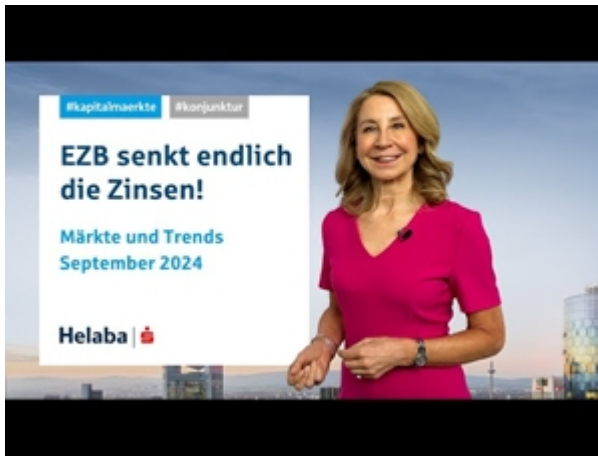 #kapitalmaerkte #konjunktur
EZB senkt endlich
die Zinsen!
Märkte und Trends
September 2024
Helaba